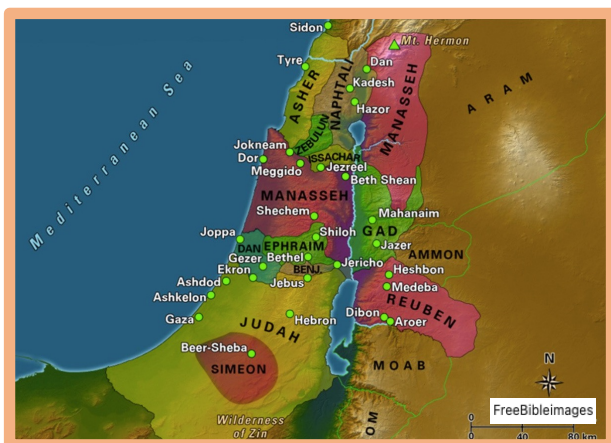 Sidon
Mt. Hermon
Tyre
Dan
ASHER
NAPHTALI
Kadesh
MANASSEH
ARAM
Hazor
Mediterranean Sea
ZEBULUN
Jokneam
Dor
ISSACHAR
Meggido
Jezreel
Beth Shean
MANASSEH
Shechem
Mahanaim
Joppa
Shiloh
GAD
DAN
EPHRAIM
Jazer
Gezer
Bethel
AMMON
Ekron
BENJ.
Jericho
Heshbon
Ashdod
Jebus
Medeba
Ashkelon
REUBEN
Gaza
JUDAH
Hebron
Dibon
Aroer
Beer-Sheba
SIMEON
MOAB
N
FreeBibleimages
Wilderness
of Zin
OM
0
0 40 80 km